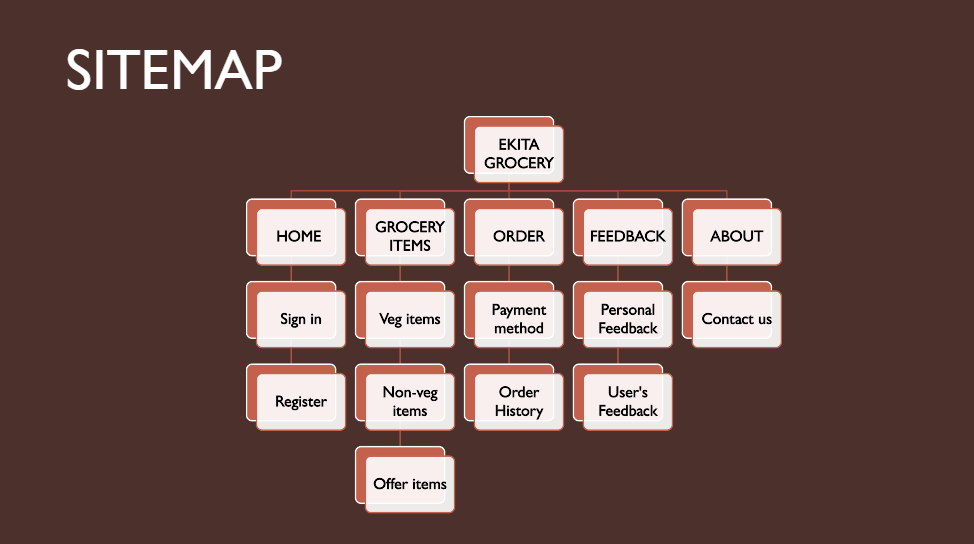 SITEMAP
EKITA
GROCERY
HOME
GROCERY
ITEMS
ORDER
FEEDBACK
ABOUT
Sign in
Veg items
Payment
method
Personal
Feedback
Contact us
Register
Non-veg
items
Order
History
User's
Feedback
Offer items